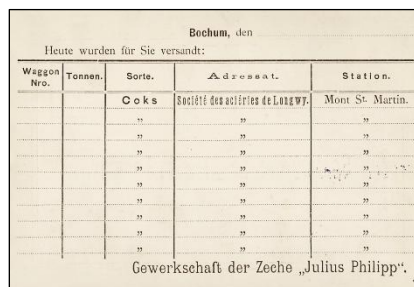 Bochum, den
Heute wurden für Sie versandt:
Waggon Nro. Tonnen. Sorte. Adressat. Station.
Coks Société des aciéries de Longwy. Mont St. Martin.
„ „ „
„ „ „
„ „ „
„ „ „
„ „ „
„ „ „
„ „ „
„ „ „
„ „ „
Gewerkschaft der Zeche „Julius Philipp“.